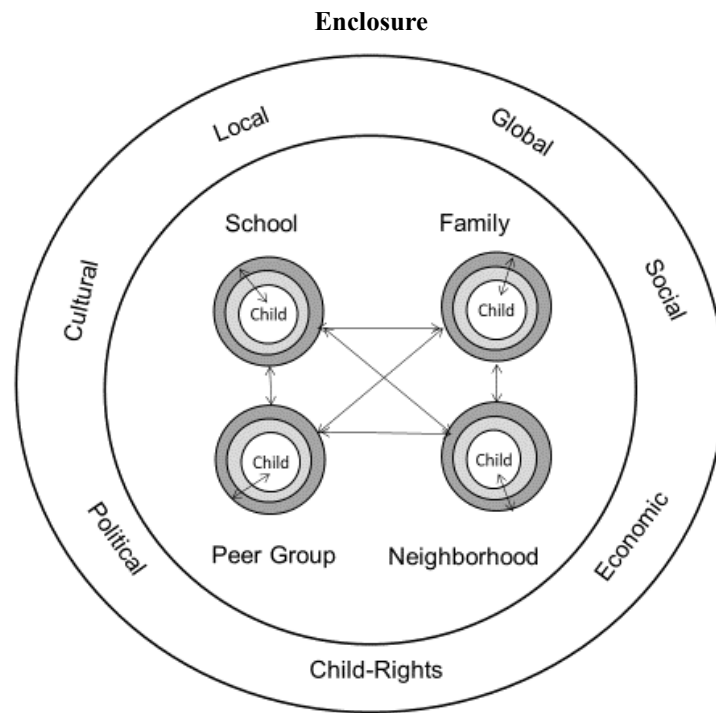 Enclosure
Local
Global
Cultural
Social
School
Family
Child
Child
Child
Child
Peer Group
Neighborhood
Political
Economic
Child-Rights